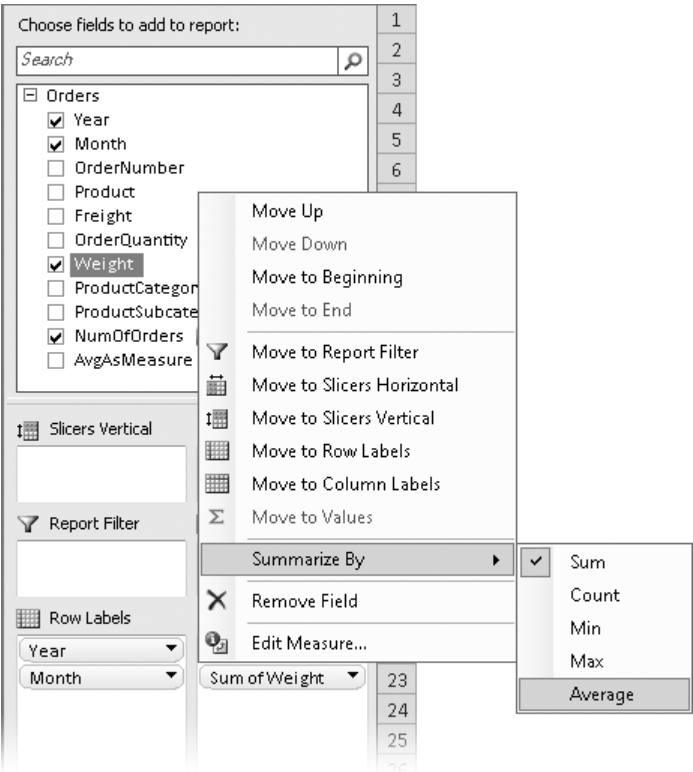 Choose fields to add to report:
Search
Orders
Year
Month
OrderNumber
Product
Freight
OrderQuantity
Weight
ProductCategor
ProductSubcate
NumOfOrders
AvgAsMeasure
Slicers Vertical
Report Filter
Row Labels
Year
Month
Sum of Weight
Move Up
Move Down
Move to Beginning
Move to End
Move to Report Filter
Move to Slicers Horizontal
Move to Slicers Vertical
Move to Row Labels
Move to Column Labels
Σ Move to Values
Summarize By
Remove Field
Edit Measure...
Sum
Count
Min
Max
Average
1
2
3
4
5
6
23
24
25